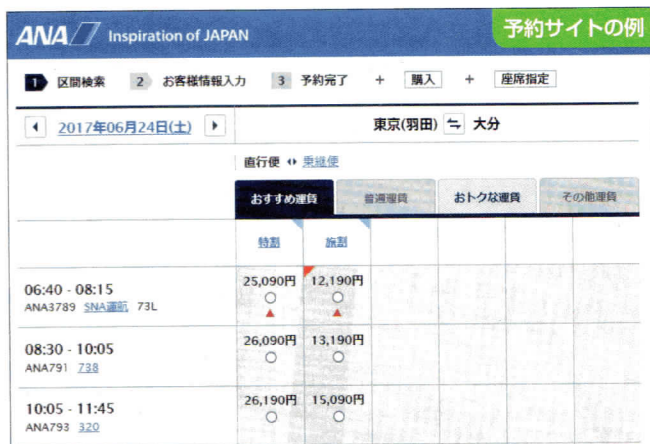 ANA Inspiration of JAPAN
予約サイトの例
1 区間検索 2 お客様情報入力 3 予約完了 + 購入 + 座席指定
2017年06月24日(土)
東京(羽田) ⇆ 大分
直行便 乗継便
おすすめ運賃 普通運賃 おトクな運賃 その他運賃
特割 旅割
06:40 - 08:15
25,090円 12,190円
ANA3789 SNA運航 73L
08:30 - 10:05
26,090円 13,190円
ANA791 738
10:05 - 11:45
26,190円 15,090円
ANA793 320